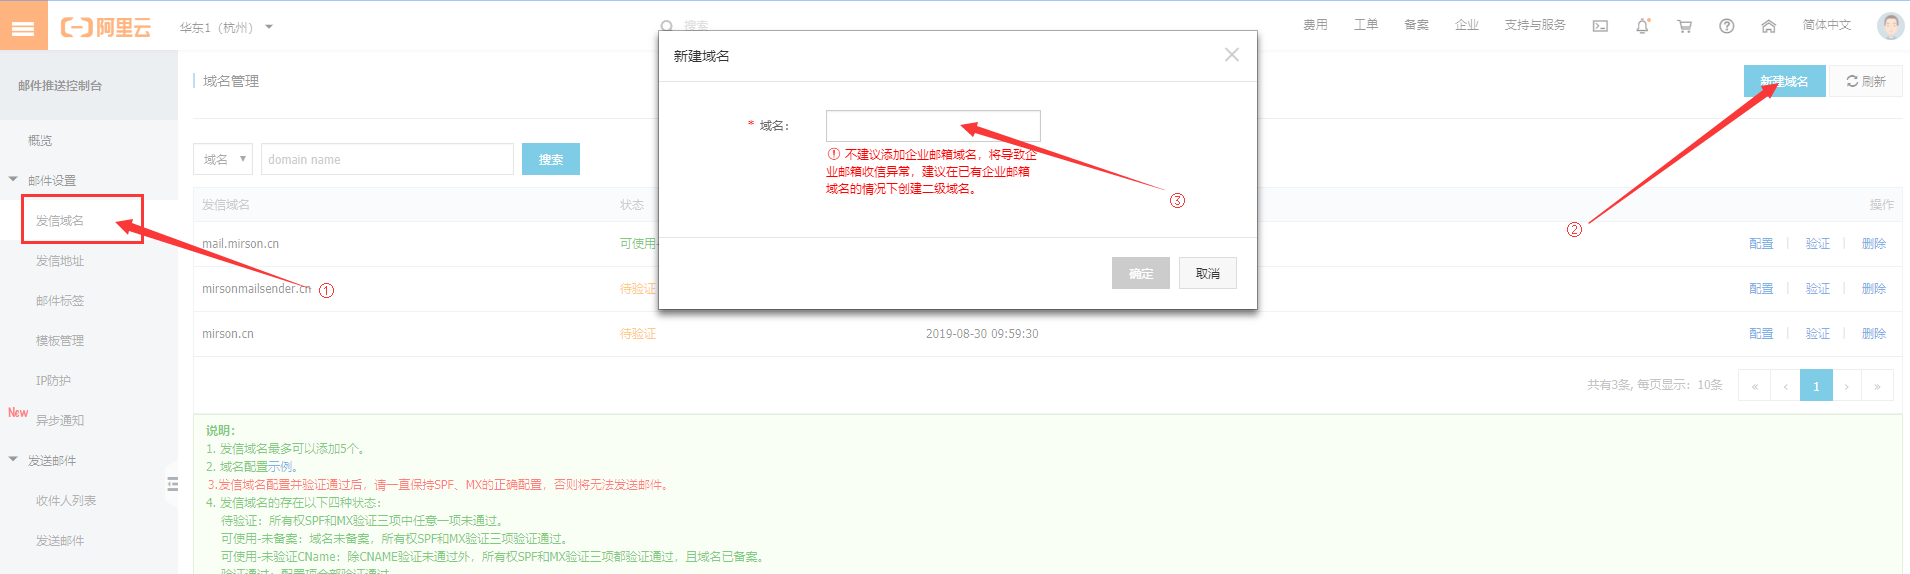 阿里云
华东1（杭州）
搜索
费用
工单
备案
企业
支持与服务
简体中文
邮件推送控制台
概览
邮件设置
发信域名
发信地址
邮件标签
模板管理
IP防护
New
异步通知
发送邮件
收件人列表
发送邮件
域名管理
新建域名
刷新
②
域名
domain name
搜索
发信域名 状态 操作
mail.mirson.cn 可使用- 配置 验证 删除
mirsonmailsender.cn 待验证 配置 验证 删除
①
mirson.cn 待验证 2019-08-30 09:59:30 配置 验证 删除
共有3条, 每页显示：10条 « ‹ 1 › »
新建域名
* 域名：
① 不建议添加企业邮箱域名，将导致企
业邮箱收信异常，建议在已有企业邮箱
域名的情况下创建二级域名。
③
确定 取消
说明：
1. 发信域名最多可以添加5个。
2. 域名配置示例。
3.发信域名配置并验证通过后，请一直保持SPF、MX的正确配置，否则将无法发送邮件。
4. 发信域名的存在以下四种状态：
待验证：所有权SPF和MX验证三项中任意一项未通过。
可使用-未备案：域名未备案，所有权SPF和MX验证三项验证通过。
可使用-未验证CName：除CNAME验证未通过外，所有权SPF和MX验证三项都验证通过，且域名已备案。
验证通过：配置项全部验证通过